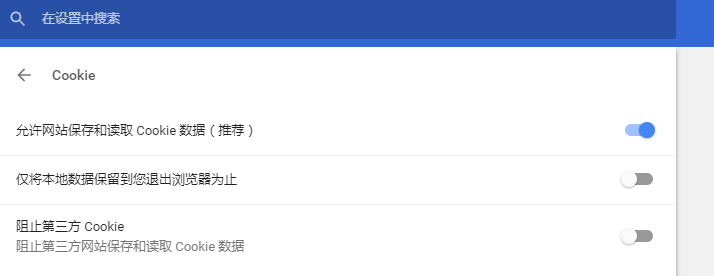 在设置中搜索
Cookie
允许网站保存和读取 Cookie 数据（推荐）
仅将本地数据保留到您退出浏览器为止
阻止第三方 Cookie
阻止第三方网站保存和读取 Cookie 数据